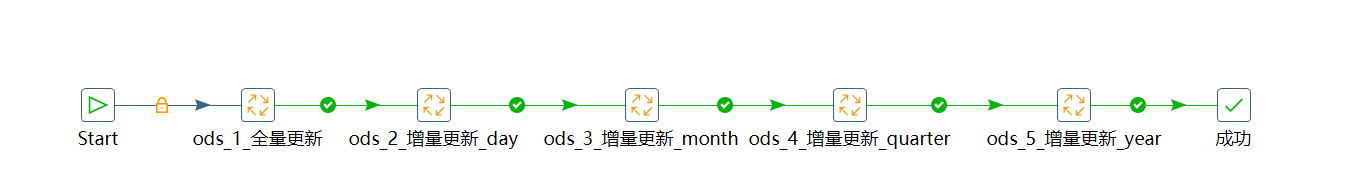 Start
ods_1_全量更新
ods_2_增量更新_day
ods_3_增量更新_month
ods_4_增量更新_quarter
ods_5_增量更新_year
成功